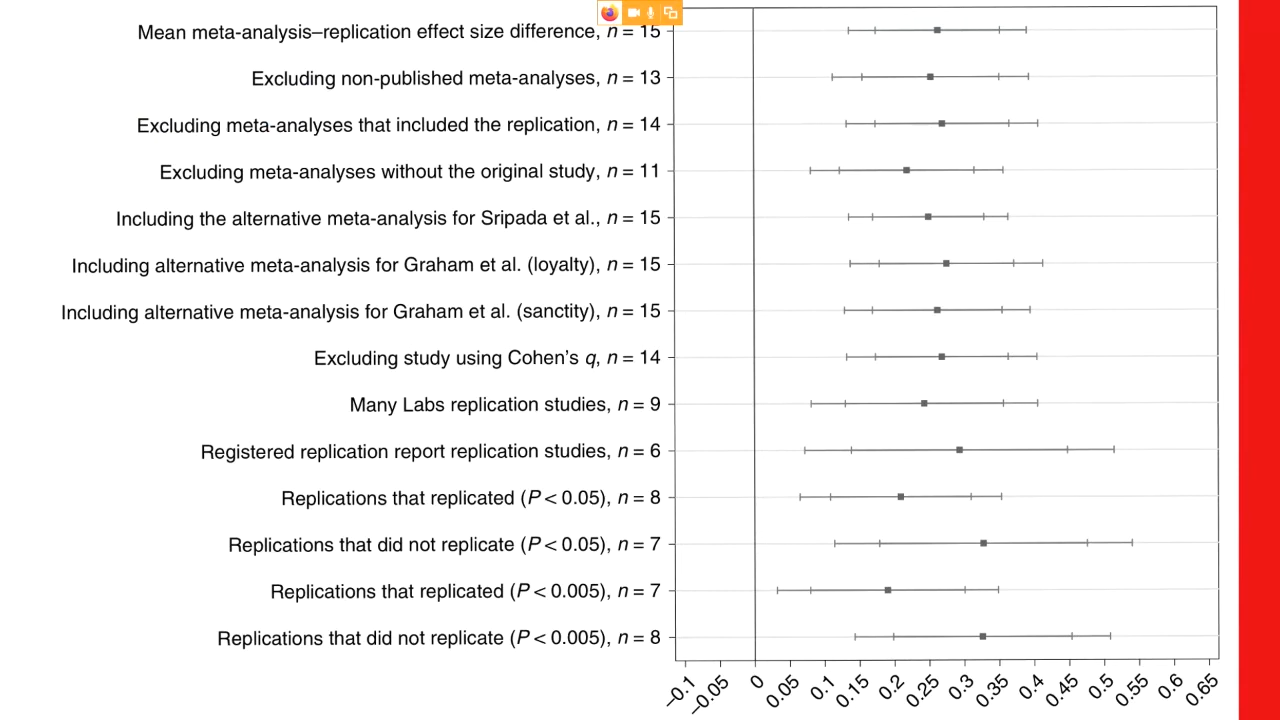 Mean meta-analysis–replication effect size difference, n = 15
Excluding non-published meta-analyses, n = 13
Excluding meta-analyses that included the replication, n = 14
Excluding meta-analyses without the original study, n = 11
Including the alternative meta-analysis for Sripada et al., n = 15
Including alternative meta-analysis for Graham et al. (loyalty), n = 15
Including alternative meta-analysis for Graham et al. (sanctity), n = 15
Excluding study using Cohen's q, n = 14
Many Labs replication studies, n = 9
Registered replication report replication studies, n = 6
Replications that replicated (P < 0.05), n = 8
Replications that did not replicate (P < 0.05), n = 7
Replications that replicated (P < 0.005), n = 7
Replications that did not replicate (P < 0.005), n = 8
–0.1 –0.05 0 0.05 0.1 0.15 0.2 0.25 0.3 0.35 0.4 0.45 0.5 0.55 0.6 0.65